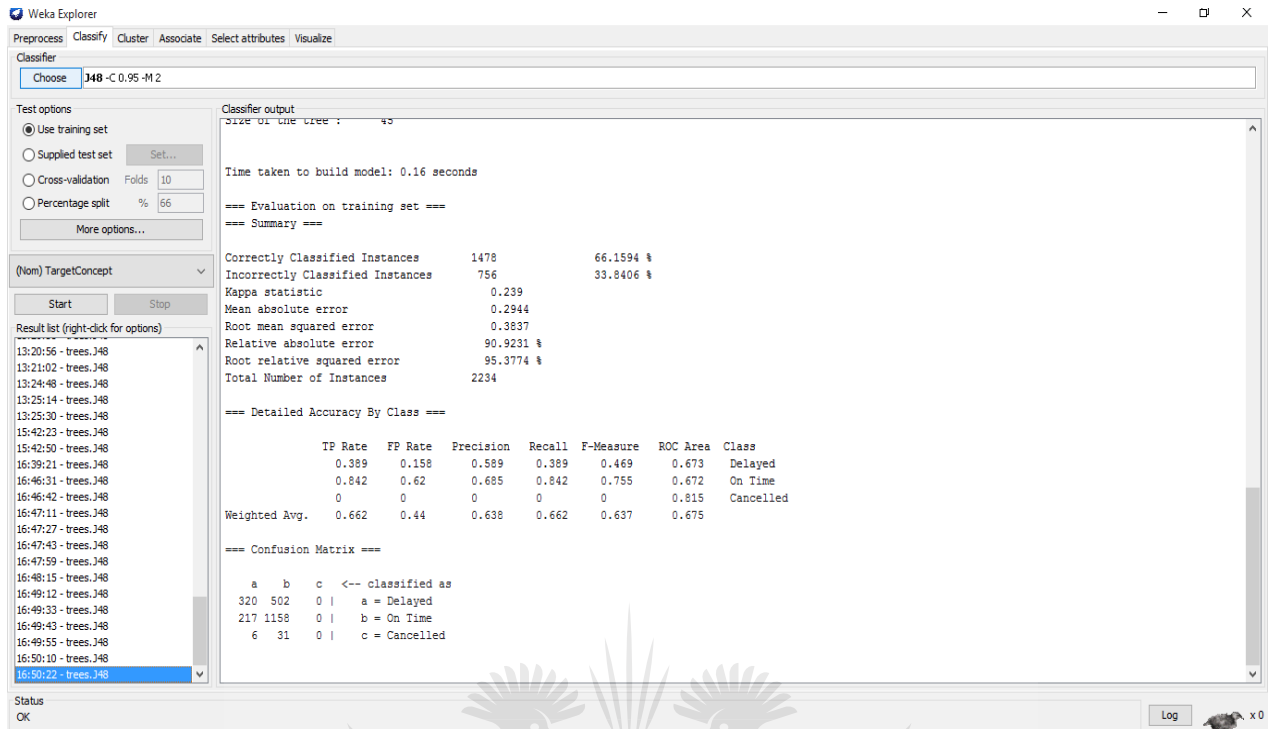 Weka Explorer
Preprocess Classify Cluster Associate Select attributes Visualize
Classifier
Choose J48 -C 0.95 -M 2
Test options
Use training set
Supplied test set Set...
Cross-validation Folds 10
Percentage split % 66
More options...
(Nom) TargetConcept
Start Stop
Result list (right-click for options)
13:20:56 - trees.J48
13:21:02 - trees.J48
13:24:48 - trees.J48
13:25:14 - trees.J48
13:25:30 - trees.J48
15:42:23 - trees.J48
15:42:50 - trees.J48
16:39:21 - trees.J48
16:46:31 - trees.J48
16:46:42 - trees.J48
16:47:11 - trees.J48
16:47:27 - trees.J48
16:47:43 - trees.J48
16:47:59 - trees.J48
16:48:15 - trees.J48
16:49:12 - trees.J48
16:49:33 - trees.J48
16:49:43 - trees.J48
16:49:55 - trees.J48
16:50:10 - trees.J48
16:50:22 - trees.J48
Classifier output
Size of the tree : 45
Time taken to build model: 0.16 seconds
=== Evaluation on training set ===
=== Summary ===
Correctly Classified Instances 1478 66.1594 %
Incorrectly Classified Instances 756 33.8406 %
Kappa statistic 0.239
Mean absolute error 0.2944
Root mean squared error 0.3837
Relative absolute error 90.9231 %
Root relative squared error 95.3774 %
Total Number of Instances 2234
=== Detailed Accuracy By Class ===
TP Rate FP Rate Precision Recall F-Measure ROC Area Class
0.389 0.158 0.589 0.389 0.469 0.673 Delayed
0.842 0.62 0.685 0.842 0.755 0.672 On Time
0 0 0 0 0 0.815 Cancelled
Weighted Avg. 0.662 0.44 0.638 0.662 0.637 0.675
=== Confusion Matrix ===
a b c <-- classified as
320 502 0 | a = Delayed
217 1158 0 | b = On Time
6 31 0 | c = Cancelled
Status
OK
Log x 0